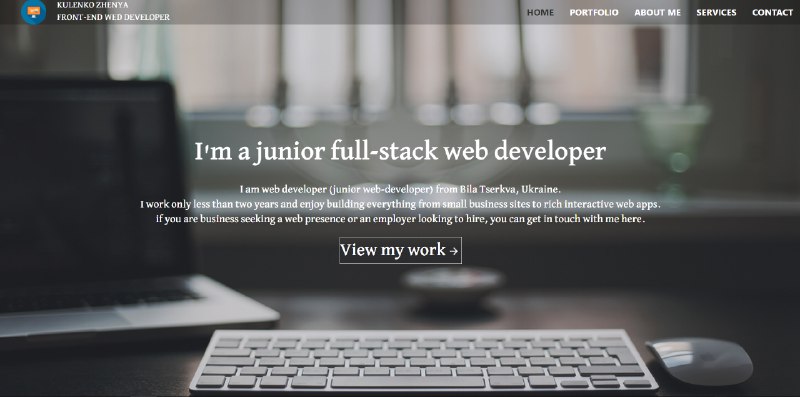 KULENKO ZHENYA
FRONT-END WED DEVELOPER
HOME PORTFOLIO ABOUT ME SERVICES CONTACT
I'm a junior full-stack web developer
I am web developer (junior web-developer) from Bila Tserkva, Ukraine.
I work only less than two years and enjoy building everything from small business sites to rich interactive web apps.
if you are business seeking a web presence or an employer looking to hire, you can get in touch with me here.
View my work →